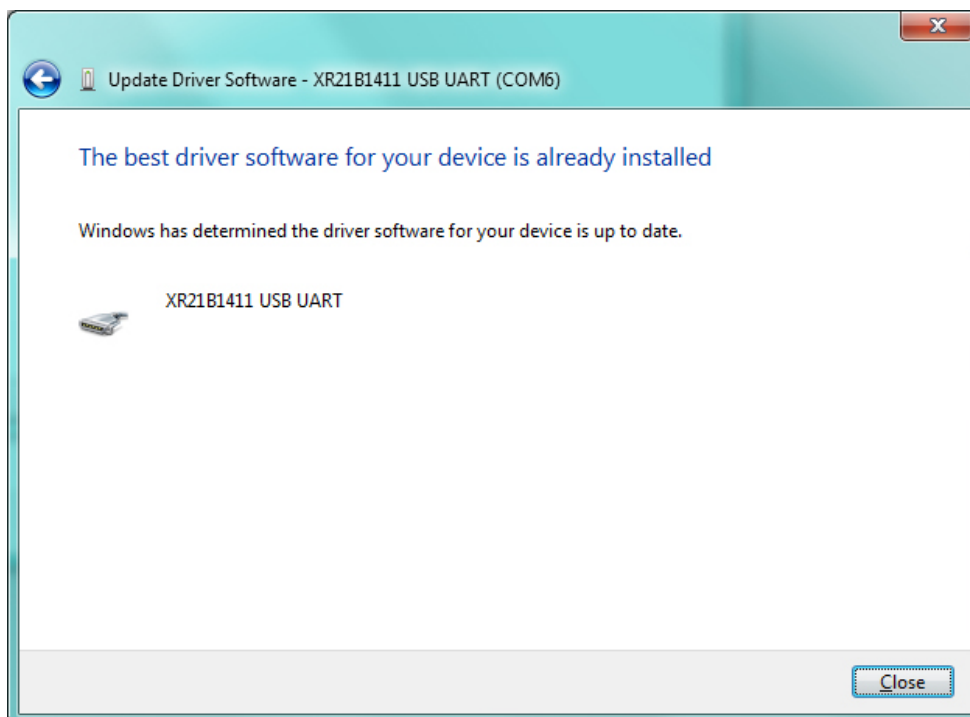 Update Driver Software - XR21B1411 USB UART (COM6)
The best driver software for your device is already installed
Windows has determined the driver software for your device is up to date.
XR21B1411 USB UART
Close